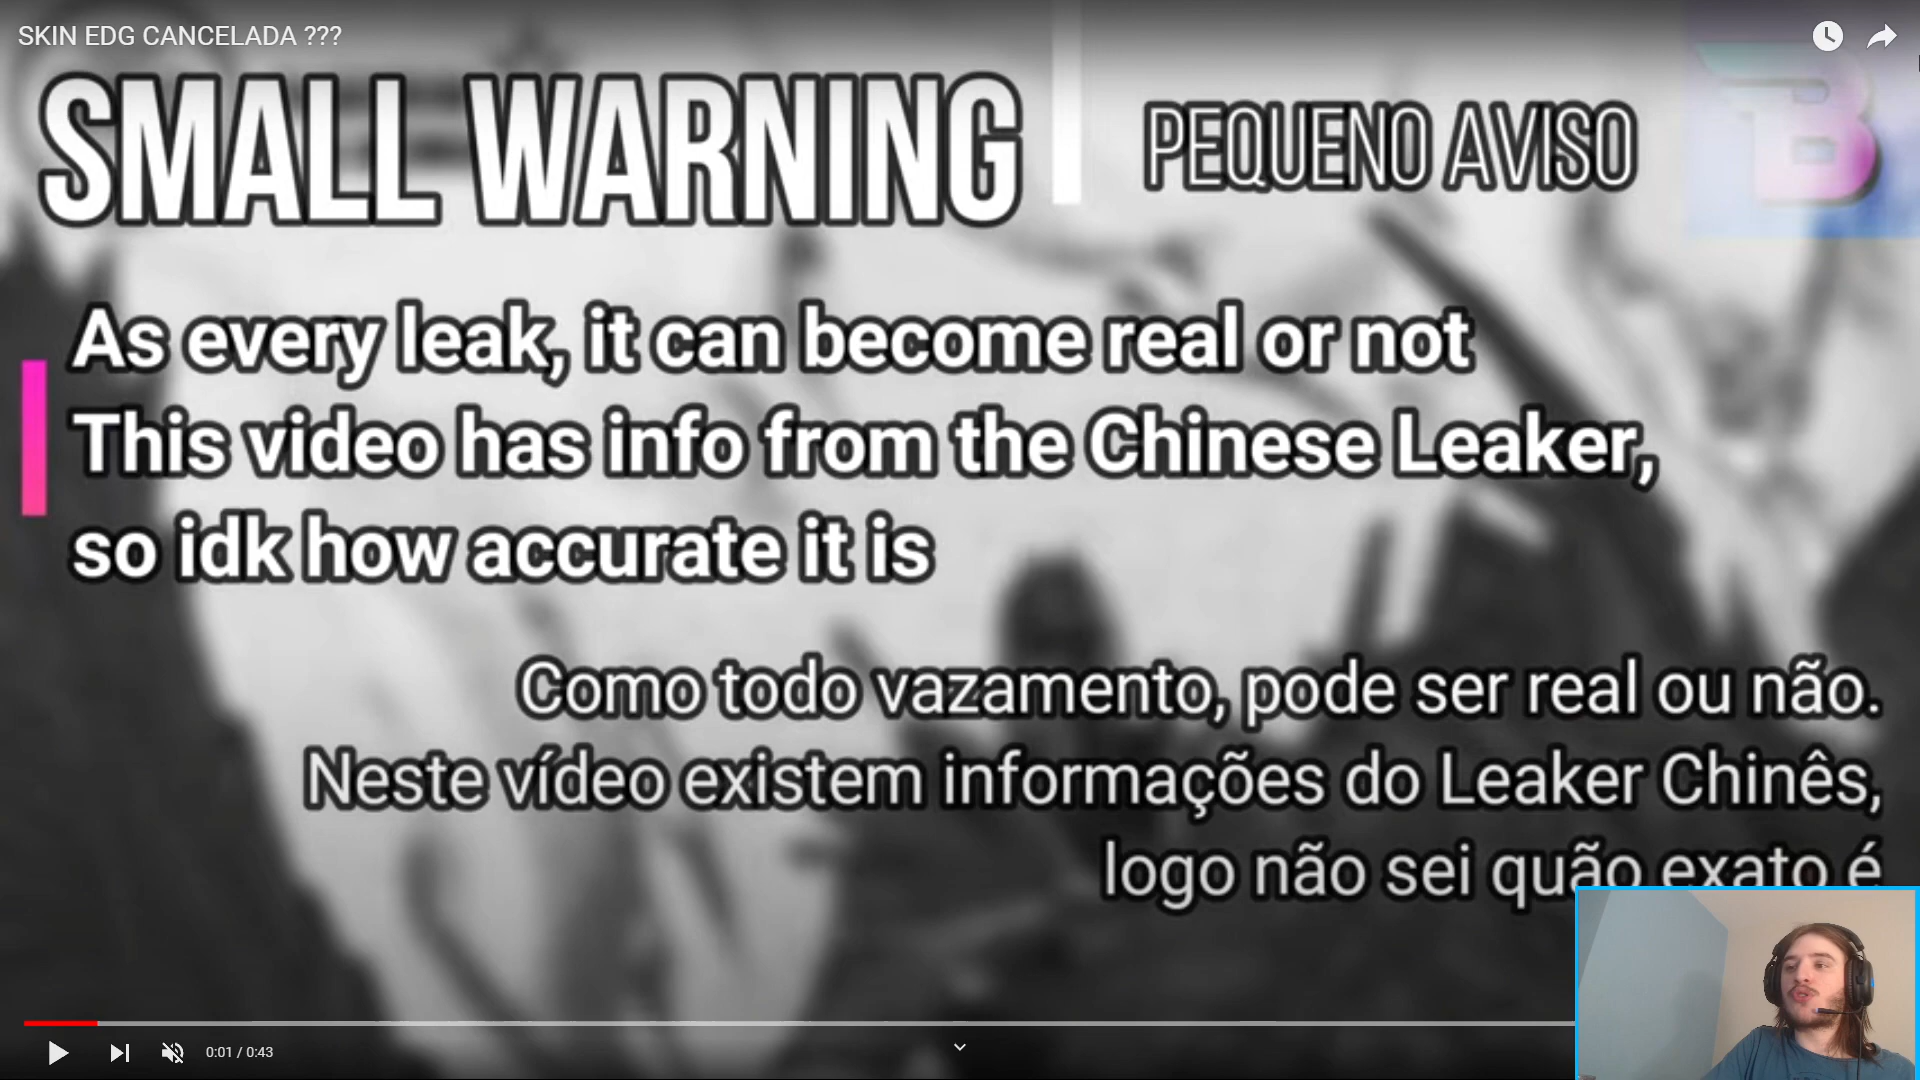 SKIN EDG CANCELADA ???
SMALL WARNING
PEQUENO AVISO
B
As every leak, it can become real or not
This video has info from the Chinese Leaker,
so idk how accurate it is
Como todo vazamento, pode ser real ou não.
Neste vídeo existem informações do Leaker Chinês,
logo não sei quão exato é
0:01 / 0:43